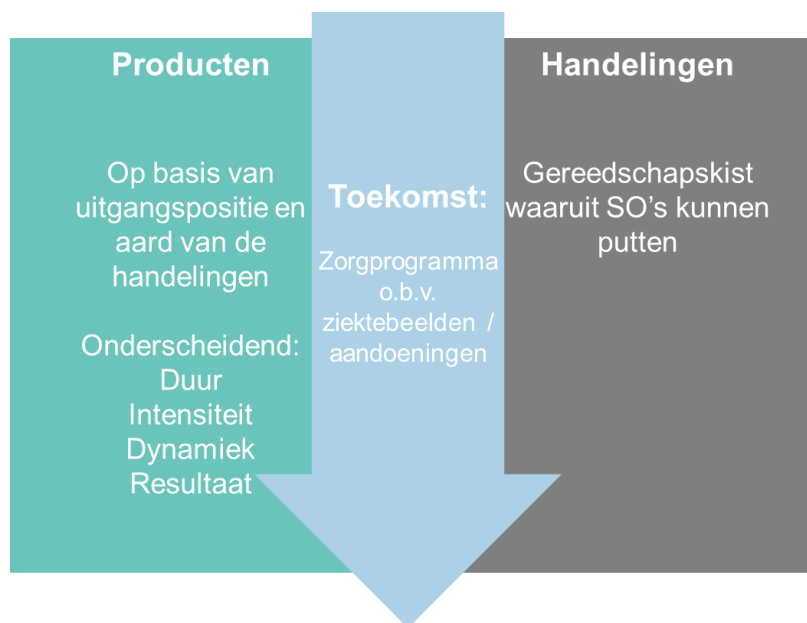 Producten
Op basis van
uitgangspositie en
aard van de
handelingen
Onderscheidend:
Duur
Intensiteit
Dynamiek
Resultaat
Toekomst:
Zorgprogramma
o.b.v.
ziektebeelden /
aandoeningen
Handelingen
Gereedschapskist
waaruit SO's kunnen
putten